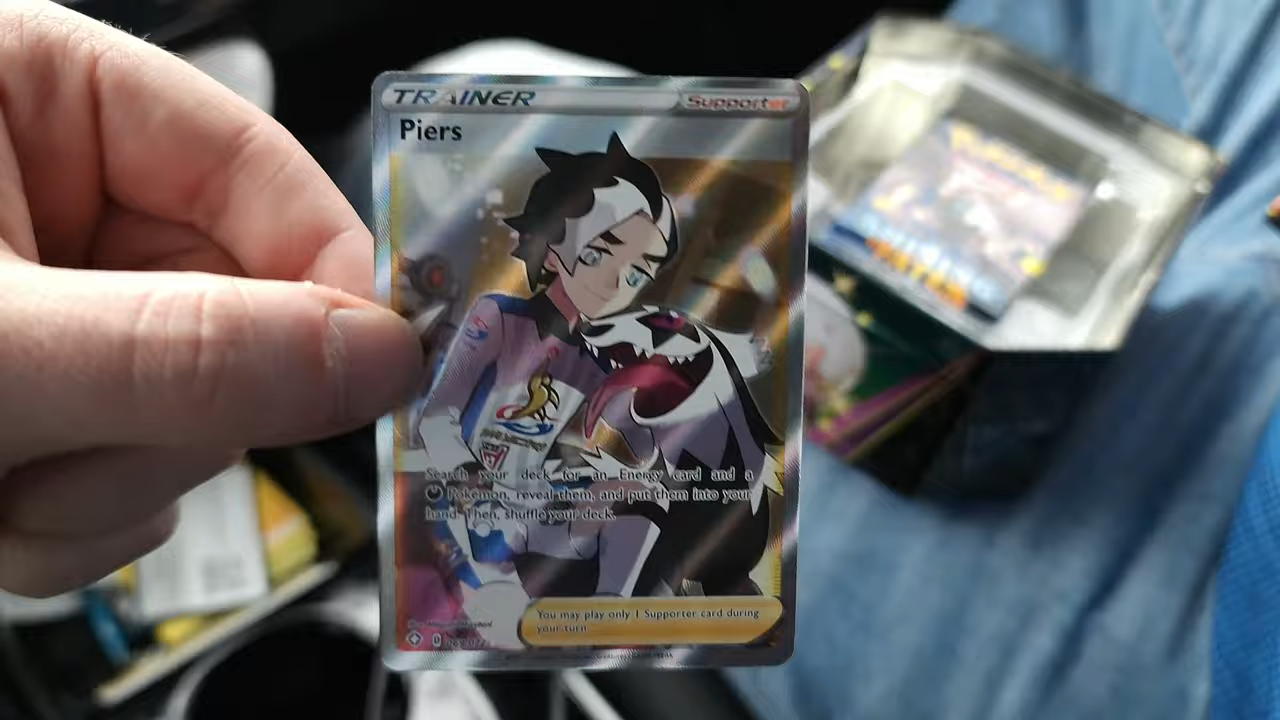 TRAINER
Supporter
Piers
Search your deck for an Energy card and a
Pokémon, reveal them, and put them into your
hand. Then, shuffle your deck.
You may play only 1 Supporter card during
your turn.
Pokémon